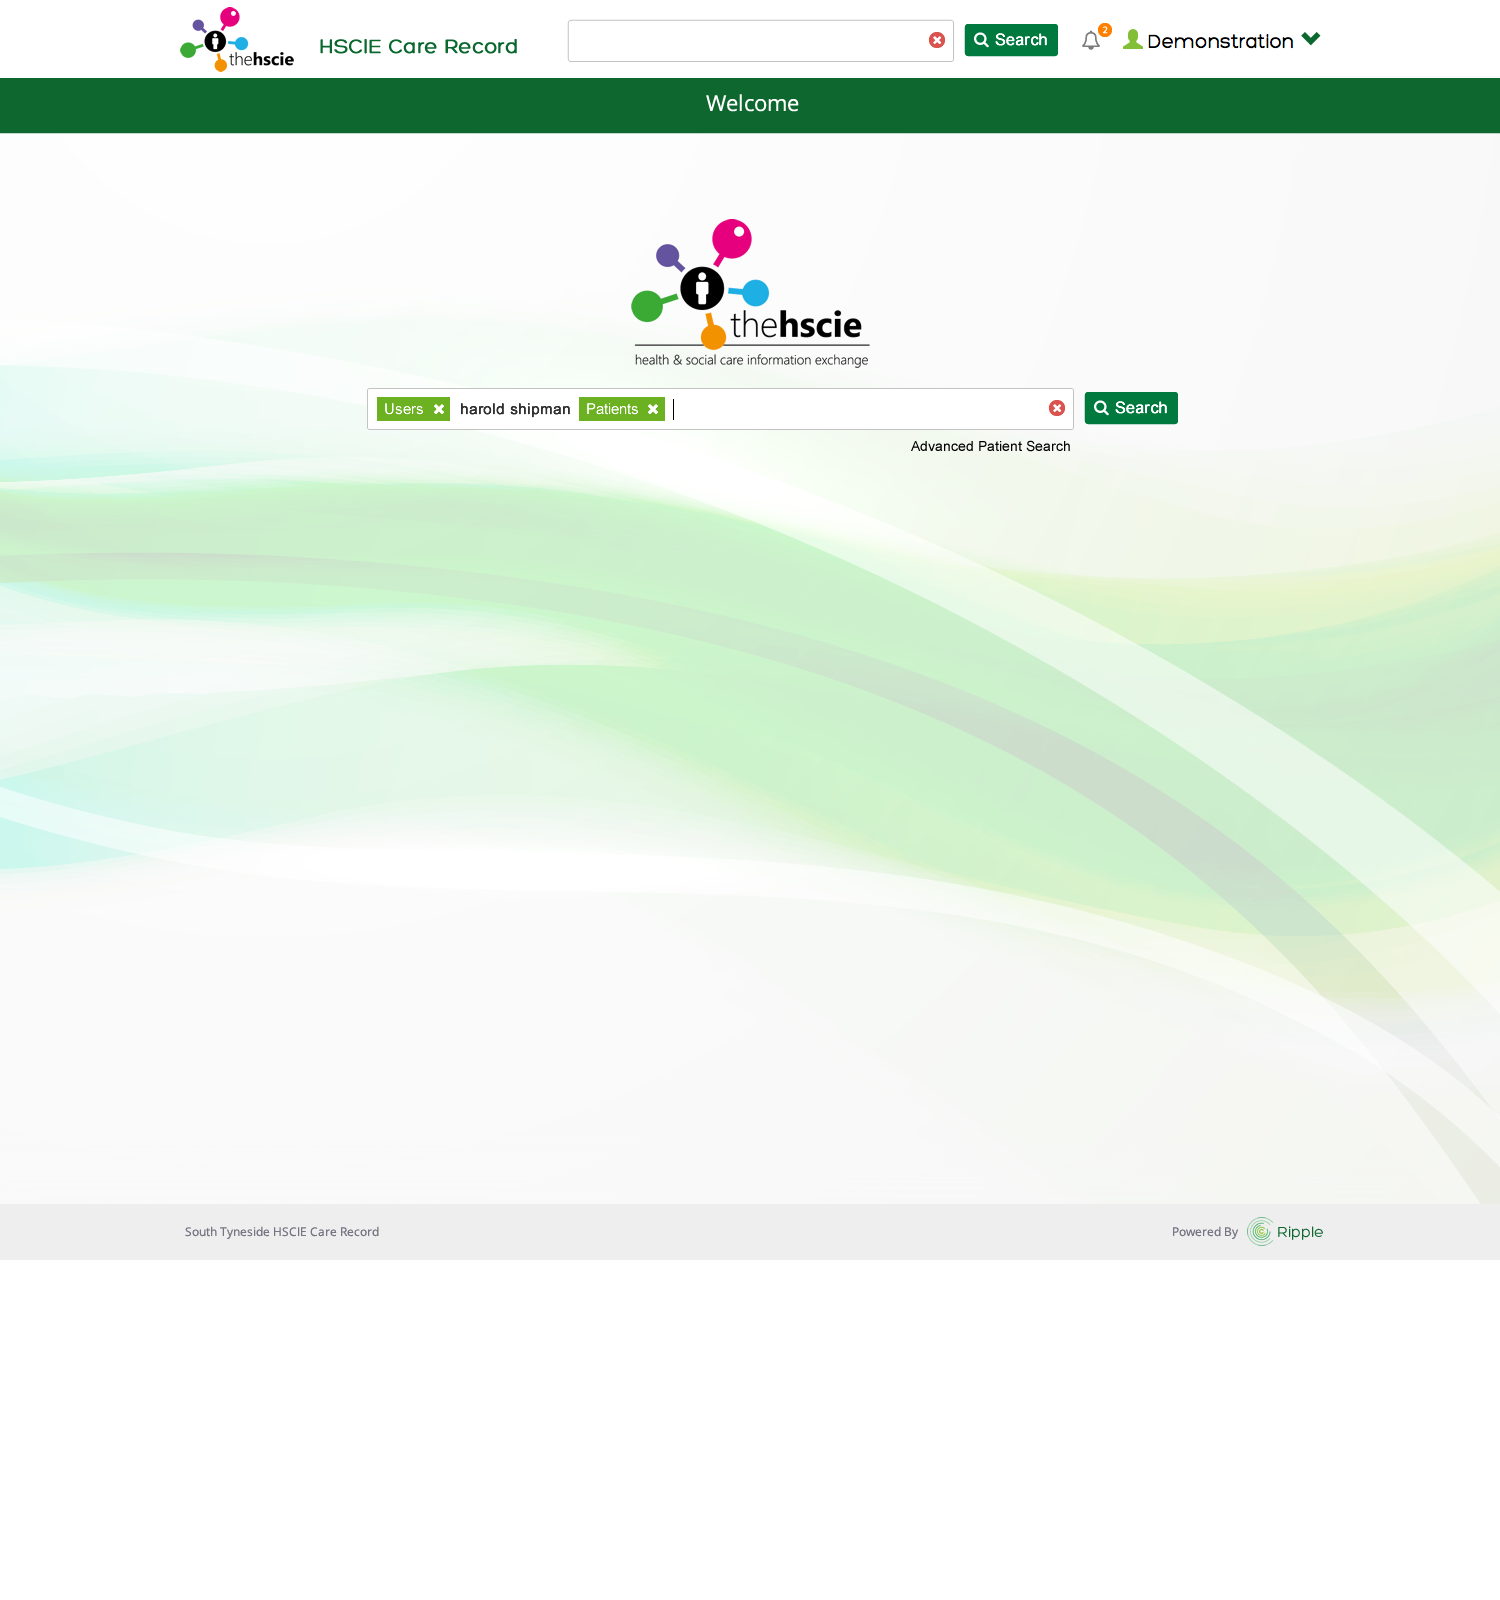 thehscie
HSCIE Care Record
Search
2
Demonstration
Welcome
thehscie
health & social care information exchange
Users harold shipman Patients
Search
Advanced Patient Search
South Tyneside HSCIE Care Record
Powered By Ripple